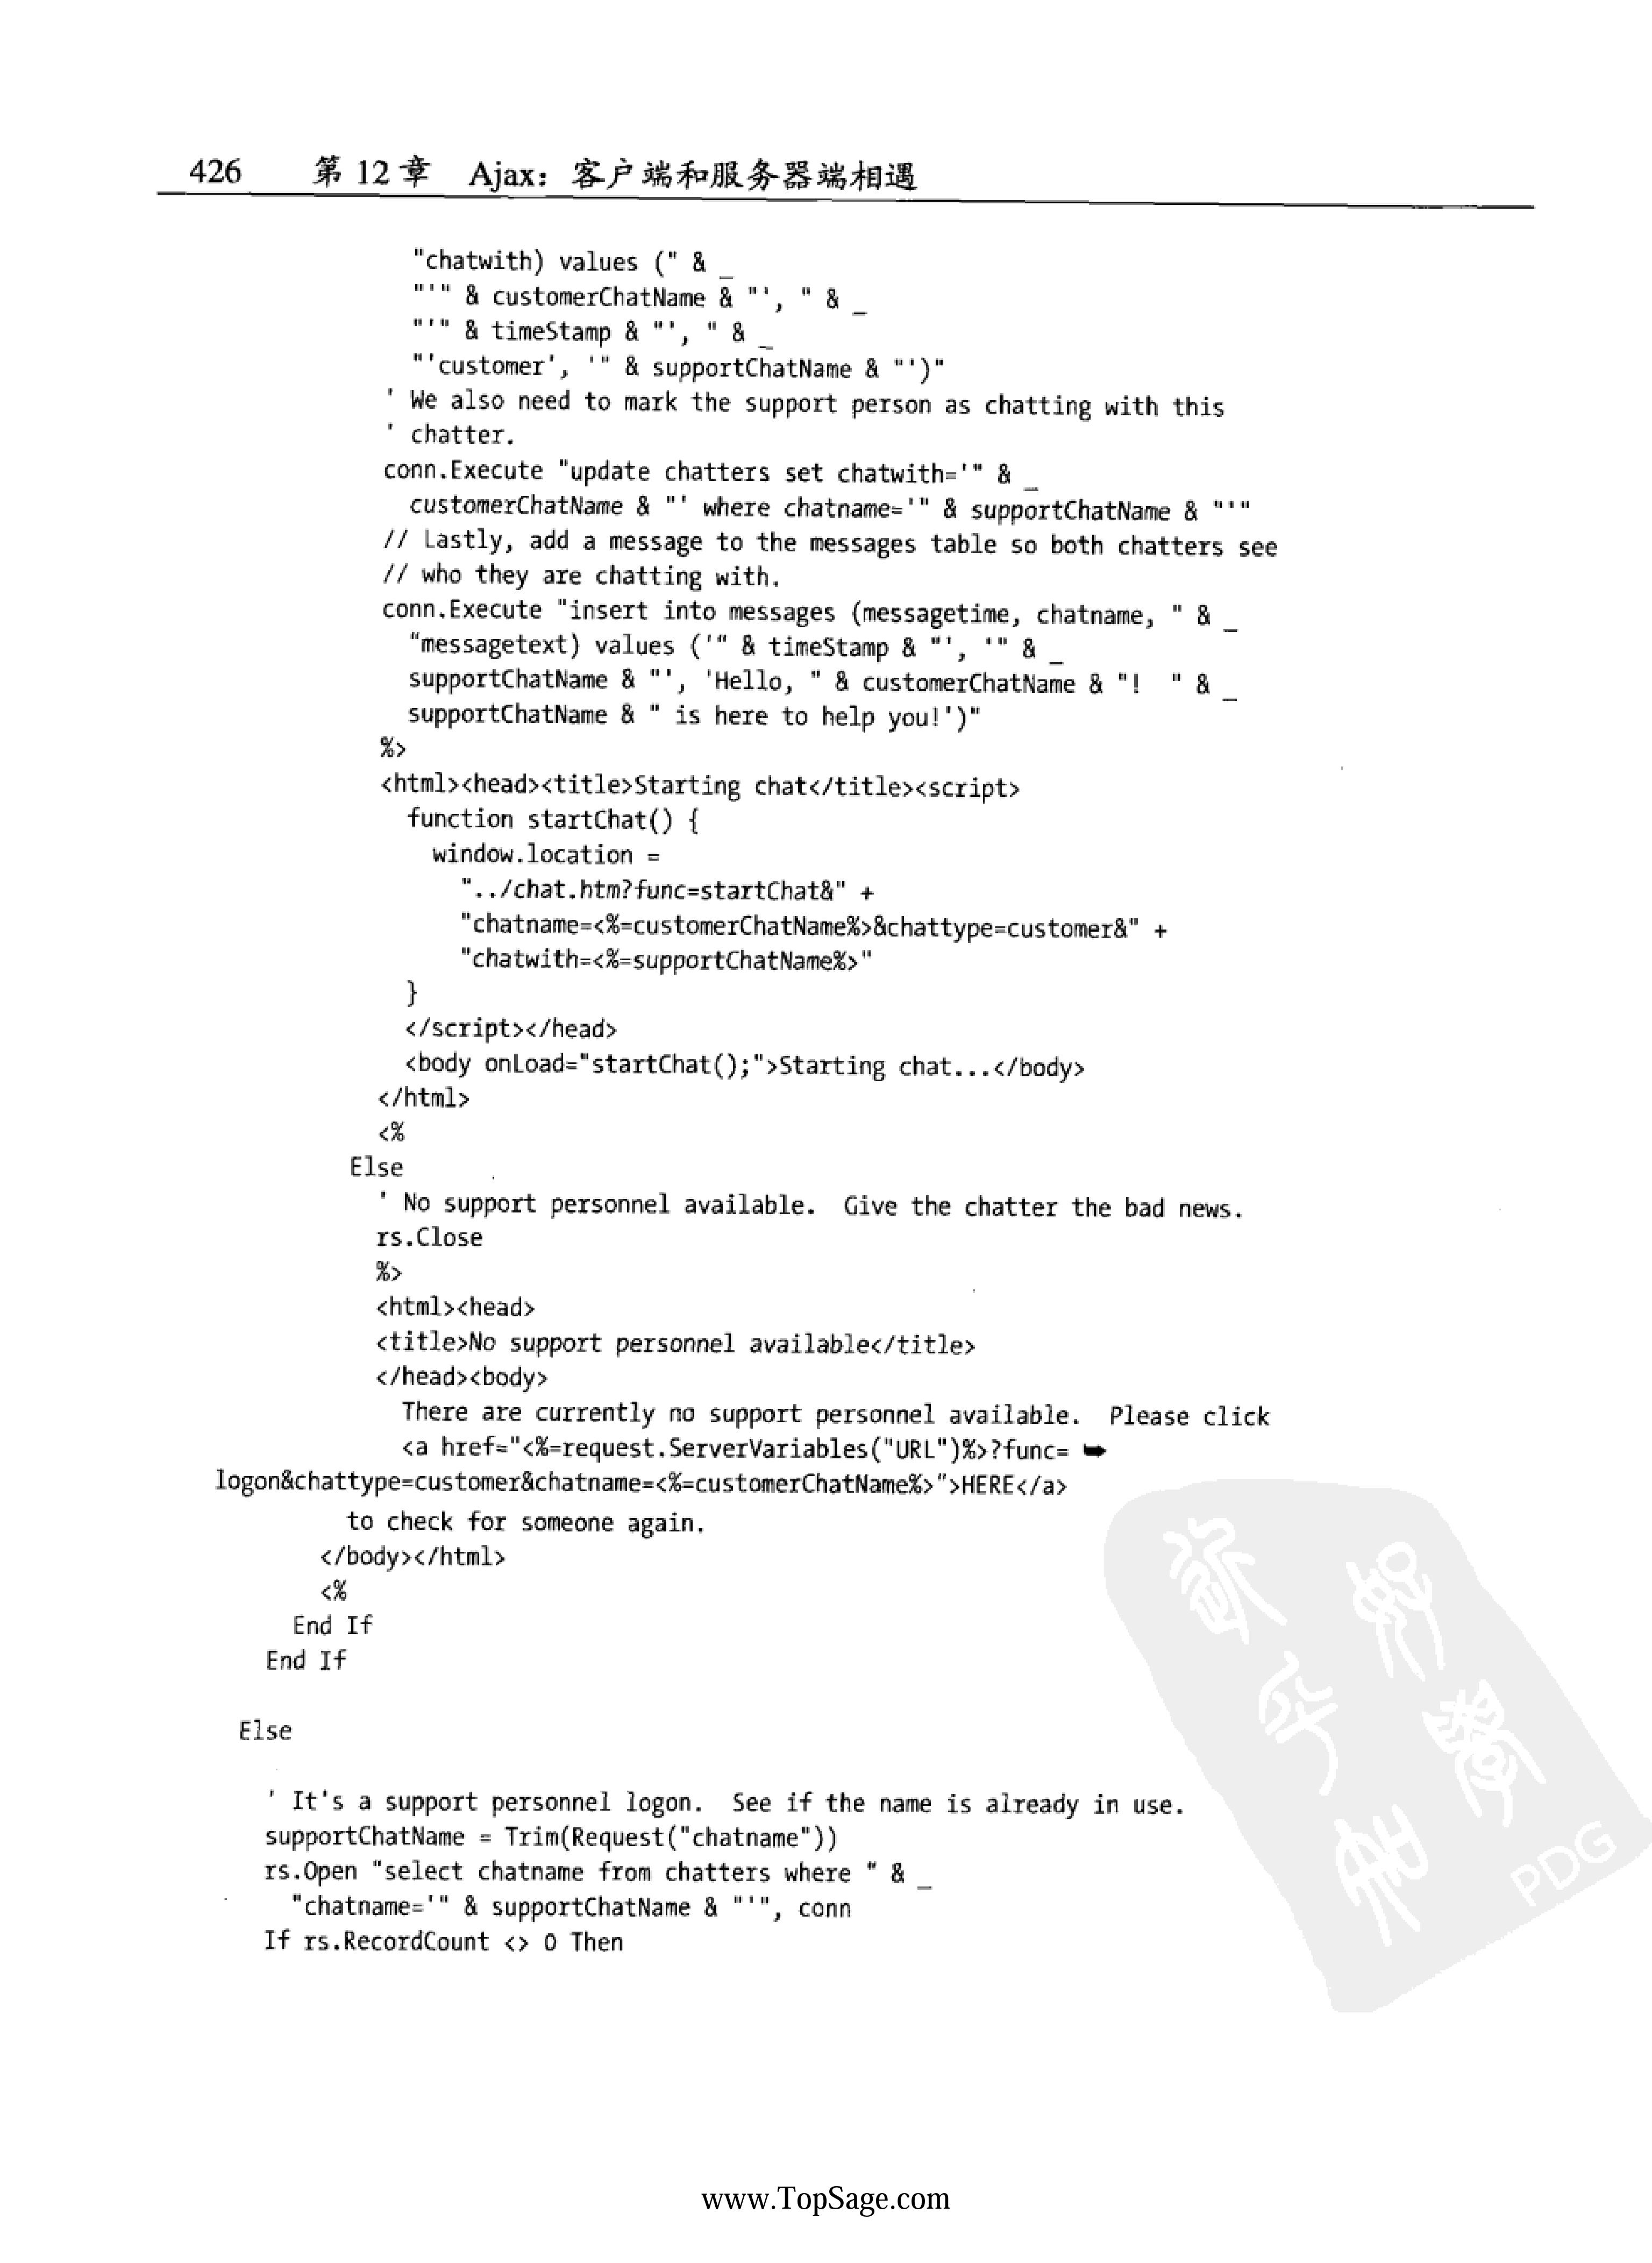 426 第 12 章 Ajax：客户端和服务器端相遇
"chatwith) values (" & _
"'" & customerChatName & "', " & _
"'" & timeStamp & "', " & _
"'customer', '" & supportChatName & "')"
' We also need to mark the support person as chatting with this
' chatter.
conn.Execute "update chatters set chatwith='" & _
customerChatName & "' where chatname='" & supportChatName & "'"
// Lastly, add a message to the messages table so both chatters see
// who they are chatting with.
conn.Execute "insert into messages (messagetime, chatname, " & _
"messagetext) values ('" & timeStamp & "', '" & _
supportChatName & "', 'Hello, " & customerChatName & "!  " & _
supportChatName & " is here to help you!')"
%>
<html><head><title>Starting chat</title><script>
function startChat() {
window.location =
"../chat.htm?func=startChat&" +
"chatname=<%=customerChatName%>&chattype=customer&" +
"chatwith=<%=supportChatName%>"
}
</script></head>
<body onLoad="startChat();">Starting chat...</body>
</html>
<%
Else
' No support personnel available.  Give the chatter the bad news.
rs.Close
%>
<html><head>
<title>No support personnel available</title>
</head><body>
There are currently no support personnel available.  Please click
<a href="<%=request.ServerVariables("URL")%>?func= ➥
logon&chattype=customer&chatname=<%=customerChatName%>">HERE</a>
to check for someone again.
</body></html>
<%
End If
End If
Else
' It's a support personnel logon.  See if the name is already in use.
supportChatName = Trim(Request("chatname"))
rs.Open "select chatname from chatters where " & _
"chatname='" & supportChatName & "'", conn
If rs.RecordCount <> 0 Then
PDG
www.TopSage.com